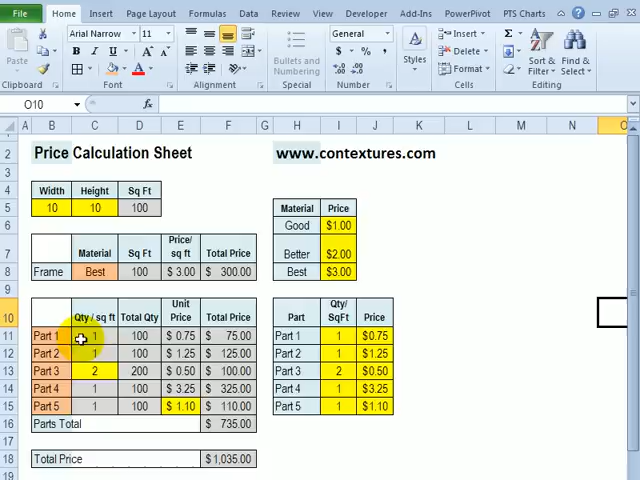 File Home Insert Page Layout Formulas Data Review View Developer Add-Ins PowerPivot PTS Charts
Arial Narrow 11 General Insert
Paste B I U $ % , Bullets and Numbering Styles Delete Sort & Filter Find & Select
Format
Clipboard Font Alignment Number H Cells Editing
O10 fx
A B C D E F G H I J K L M N O
2 Price Calculation Sheet www.contextures.com
3
4 Width Height Sq Ft
5 10 10 100 Material Price
6 Good $1.00
7 Material Sq Ft Price/ sq ft Total Price Better $2.00
8 Frame Best 100 $ 3.00 $ 300.00 Best $3.00
9
10 Qty / sq ft Total Qty Unit Price Total Price Part Qty/ SqFt Price
11 Part 1 1 100 $ 0.75 $ 75.00 Part 1 1 $0.75
12 Part 2 1 100 $ 1.25 $ 125.00 Part 2 1 $1.25
13 Part 3 2 200 $ 0.50 $ 100.00 Part 3 2 $0.50
14 Part 4 1 100 $ 3.25 $ 325.00 Part 4 1 $3.25
15 Part 5 1 100 $ 1.10 $ 110.00 Part 5 1 $1.10
16 Parts Total $ 735.00
17
18 Total Price $1,035.00
19